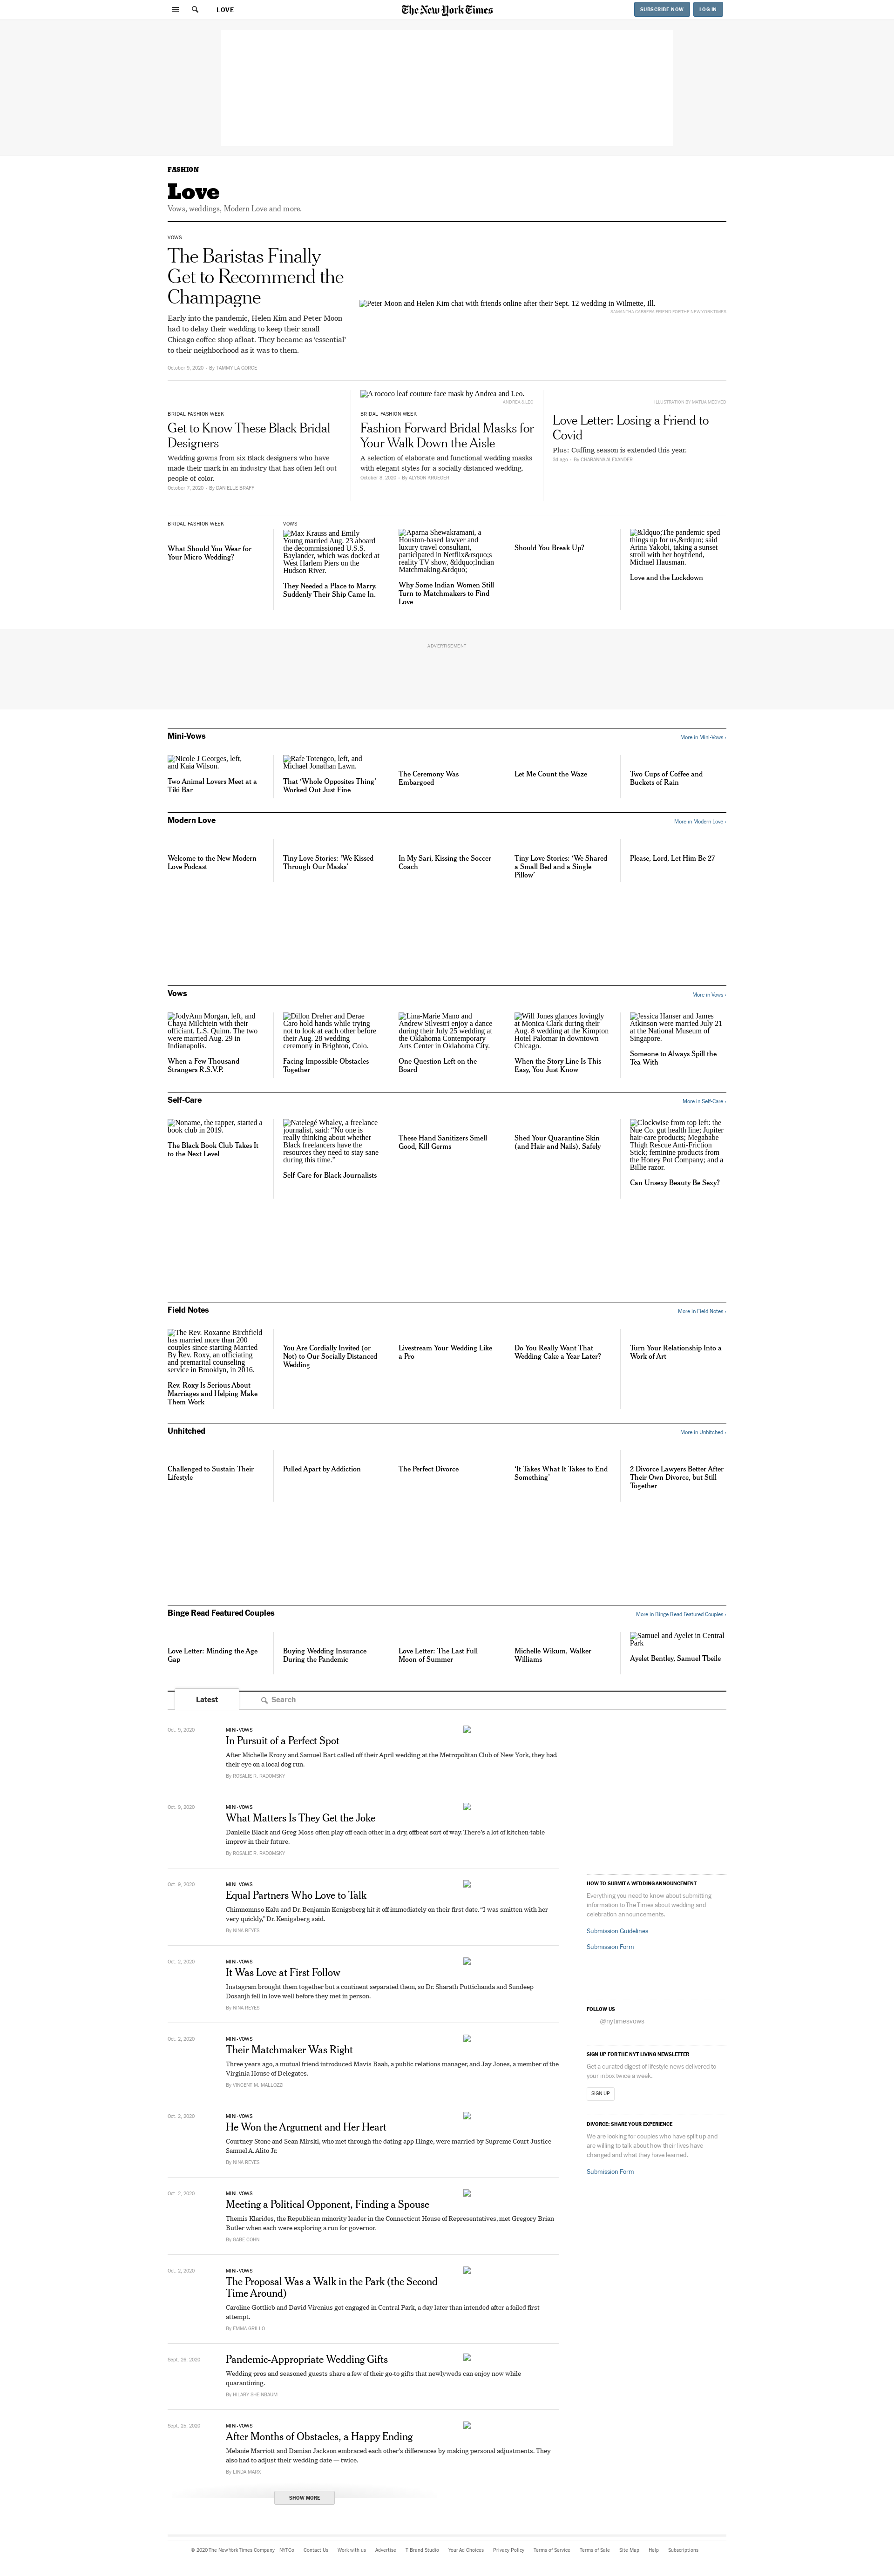 LOVE
The New York Times
SUBSCRIBE NOW
LOG IN
FASHION
Love
Vows, weddings, Modern Love and more.
VOWS
The Baristas Finally
Get to Recommend the
Champagne
Early into the pandemic, Helen Kim and Peter Moon
had to delay their wedding to keep their small
Chicago coffee shop afloat. They became as ‘essential’
to their neighborhood as it was to them.
October 9, 2020 – By TAMMY LA GORCE
Peter Moon and Helen Kim chat with friends online after their Sept. 12 wedding in Wilmette, Ill.
SAMANTHA CABRERA FRIEND FOR THE NEW YORK TIMES
BRIDAL FASHION WEEK
Get to Know These Black Bridal
Designers
Wedding gowns from six Black designers who have
made their mark in an industry that has often left out
people of color.
October 7, 2020 – By DANIELLE BRAFF
A rococo leaf couture face mask by Andrea and Leo.
ANDREA & LEO
BRIDAL FASHION WEEK
Fashion Forward Bridal Masks for
Your Walk Down the Aisle
A selection of elaborate and functional wedding masks
with elegant styles for a socially distanced wedding.
October 6, 2020 – By ALYSON KRUEGER
ILLUSTRATION BY NATIJA MEDVED
Love Letter: Losing a Friend to
Covid
Plus: Cuffing season is extended this year.
3d ago – By CHARANNA ALEXANDER
BRIDAL FASHION WEEK
What Should You Wear for
Your Micro Wedding?
VOWS
Max Krauss and Emily
Young married Aug. 23 aboard
the decommissioned U.S.S.
Baylander, which was docked at
West Harlem Piers on the
Hudson River.
They Needed a Place to Marry.
Suddenly Their Ship Came In.
Aparna Shewakramani, a
Houston-based lawyer and
luxury travel consultant,
participated in Netflix&rsquo;s
reality TV show, &ldquo;Indian
Matchmaking.&rdquo;
Why Some Indian Women Still
Turn to Matchmakers to Find
Love
Should You Break Up?
&ldquo;The pandemic sped
things up for us,&rdquo; said
Arina Yakobi, taking a sunset
stroll with her boyfriend,
Michael Hausman.
Love and the Lockdown
ADVERTISEMENT
Mini-Vows
More in Mini-Vows ›
Nicole J Georges, left,
and Kaia Wilson.
Two Animal Lovers Meet at a
Tiki Bar
Rafe Totengco, left, and
Michael Jonathan Lawn.
That ‘Whole Opposites Thing’
Worked Out Just Fine
The Ceremony Was
Embargoed
Let Me Count the Waze
Two Cups of Coffee and
Buckets of Rain
Modern Love
More in Modern Love ›
Welcome to the New Modern
Love Podcast
Tiny Love Stories: ‘We Kissed
Through Our Masks’
In My Sari, Kissing the Soccer
Coach
Tiny Love Stories: ‘We Shared
a Small Bed and a Single
Pillow’
Please, Lord, Let Him Be 27
Vows
More in Vows ›
JodyAnn Morgan, left, and
Chaya Milchtein with their
officiant, L.S. Quinn. The two
were married Aug. 29 in
Indianapolis.
When a Few Thousand
Strangers R.S.V.P.
Dillon Dreher and Derae
Caro hold hands while trying
not to look at each other before
their Aug. 28 wedding
ceremony in Brighton, Colo.
Facing Impossible Obstacles
Together
Lina-Marie Mano and
Andrew Silvestri enjoy a dance
during their July 25 wedding at
the Oklahoma Contemporary
Arts Center in Oklahoma City.
One Question Left on the
Board
Will Jones glances lovingly
at Monica Clark during their
Aug. 8 wedding at the Kimpton
Hotel Palomar in downtown
Chicago.
When the Story Line Is This
Easy, You Just Know
Jessica Hanser and James
Atkinson were married July 21
at the National Museum of
Singapore.
Someone to Always Spill the
Tea With
Self-Care
More in Self-Care ›
Noname, the rapper, started a
book club in 2019.
The Black Book Club Takes It
to the Next Level
Natelegé Whaley, a freelance
journalist, said: “No one is
really thinking about whether
Black freelancers have the
resources they need to stay sane
during this time.”
Self-Care for Black Journalists
These Hand Sanitizers Smell
Good, Kill Germs
Shed Your Quarantine Skin
(and Hair and Nails), Safely
Clockwise from top left: the
Nue Co. gut health line; Jupiter
hair-care products; Megababe
Thigh Rescue Anti-Friction
Stick; feminine products from
the Honey Pot Company; and a
Billie razor.
Can Unsexy Beauty Be Sexy?
Field Notes
More in Field Notes ›
The Rev. Roxanne Birchfield
has married more than 200
couples since starting Married
By Rev. Roxy, an officiating
and premarital counseling
service in Brooklyn, in 2016.
Rev. Roxy Is Serious About
Marriages and Helping Make
Them Work
You Are Cordially Invited (or
Not) to Our Socially Distanced
Wedding
Livestream Your Wedding Like
a Pro
Do You Really Want That
Wedding Cake a Year Later?
Turn Your Relationship Into a
Work of Art
Unhitched
More in Unhitched ›
Challenged to Sustain Their
Lifestyle
Pulled Apart by Addiction
The Perfect Divorce
‘It Takes What It Takes to End
Something’
2 Divorce Lawyers Better After
Their Own Divorce, but Still
Together
Binge Read Featured Couples
More in Binge Read Featured Couples ›
Love Letter: Minding the Age
Gap
Buying Wedding Insurance
During the Pandemic
Love Letter: The Last Full
Moon of Summer
Michelle Wikum, Walker
Williams
Samuel and Ayelet in Central
Park
Ayelet Bentley, Samuel Tbeile
Latest
Search
Oct. 9, 2020
MINI-VOWS
In Pursuit of a Perfect Spot
After Michelle Krozy and Samuel Bart called off their April wedding at the Metropolitan Club of New York, they had
their eye on a local dog run.
By ROSALIE R. RADOMSKY
Oct. 9, 2020
MINI-VOWS
What Matters Is They Get the Joke
Danielle Black and Greg Moss often play off each other in a dry, offbeat sort of way. There’s a lot of kitchen-table
improv in their future.
By ROSALIE R. RADOMSKY
Oct. 9, 2020
MINI-VOWS
Equal Partners Who Love to Talk
Chimnomnso Kalu and Dr. Benjamin Kenigsberg hit it off immediately on their first date. “I was smitten with her
very quickly,” Dr. Kenigsberg said.
By NINA REYES
Oct. 2, 2020
MINI-VOWS
It Was Love at First Follow
Instagram brought them together but a continent separated them, so Dr. Sharath Puttichanda and Sundeep
Dosanjh fell in love well before they met in person.
By NINA REYES
Oct. 2, 2020
MINI-VOWS
Their Matchmaker Was Right
Three years ago, a mutual friend introduced Mavis Baah, a public relations manager, and Jay Jones, a member of the
Virginia House of Delegates.
By VINCENT M. MALLOZZI
Oct. 2, 2020
MINI-VOWS
He Won the Argument and Her Heart
Courtney Stone and Sean Mirski, who met through the dating app Hinge, were married by Supreme Court Justice
Samuel A. Alito Jr.
By NINA REYES
Oct. 2, 2020
MINI-VOWS
Meeting a Political Opponent, Finding a Spouse
Themis Klarides, the Republican minority leader in the Connecticut House of Representatives, met Gregory Brian
Butler when each were exploring a run for governor.
By GABE COHN
Oct. 2, 2020
MINI-VOWS
The Proposal Was a Walk in the Park (the Second
Time Around)
Caroline Gottlieb and David Virenius got engaged in Central Park, a day later than intended after a foiled first
attempt.
By EMMA GRILLO
Sept. 26, 2020
Pandemic-Appropriate Wedding Gifts
Wedding pros and seasoned guests share a few of their go-to gifts that newlyweds can enjoy now while
quarantining.
By HILARY SHEINBAUM
Sept. 25, 2020
MINI-VOWS
After Months of Obstacles, a Happy Ending
Melanie Marriott and Damian Jackson embraced each other’s differences by making personal adjustments. They
also had to adjust their wedding date — twice.
By LINDA MARX
SHOW MORE
HOW TO SUBMIT A WEDDING ANNOUNCEMENT
Everything you need to know about submitting
information to The Times about wedding and
celebration announcements.
Submission Guidelines
Submission Form
FOLLOW US
@nytimesvows
SIGN UP FOR THE NYT LIVING NEWSLETTER
Get a curated digest of lifestyle news delivered to
your inbox twice a week.
SIGN UP
DIVORCE: SHARE YOUR EXPERIENCE
We are looking for couples who have split up and
are willing to talk about how their lives have
changed and what they have learned.
Submission Form
© 2020 The New York Times Company
NYTCo
Contact Us
Work with us
Advertise
T Brand Studio
Your Ad Choices
Privacy Policy
Terms of Service
Terms of Sale
Site Map
Help
Subscriptions